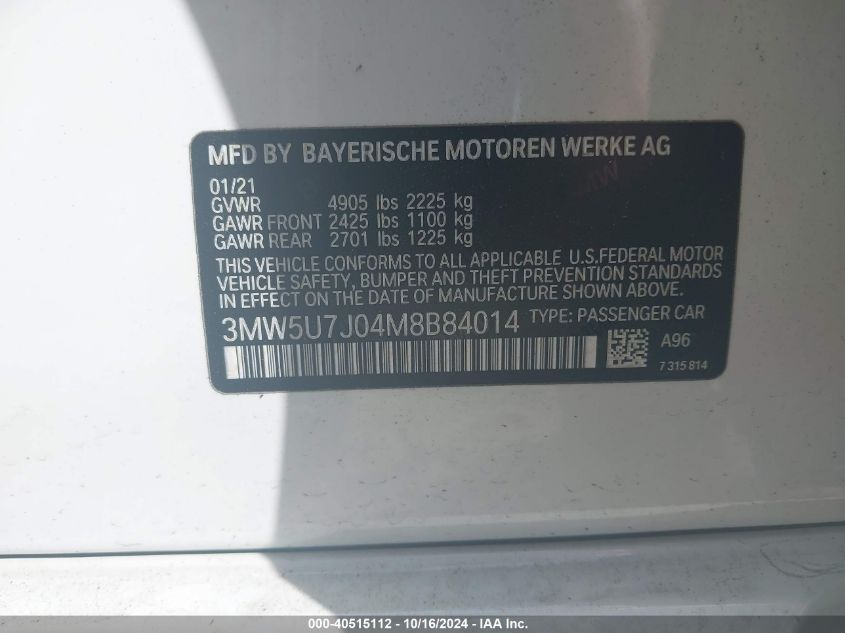 MFD BY BAYERISCHE MOTOREN WERKE AG
01/21
GVWR 4905 lbs 2225 kg
GAWR FRONT 2425 lbs 1100 kg
GAWR REAR 2701 lbs 1225 kg
THIS VEHICLE CONFORMS TO ALL APPLICABLE U.S.FEDERAL MOTOR
VEHICLE SAFETY, BUMPER AND THEFT PREVENTION STANDARDS
IN EFFECT ON THE DATE OF MANUFACTURE SHOWN ABOVE.
3MW5U7J04M8B84014 TYPE: PASSENGER CAR
A96
7 315 814
000-40515112 - 10/16/2024 - IAA Inc.